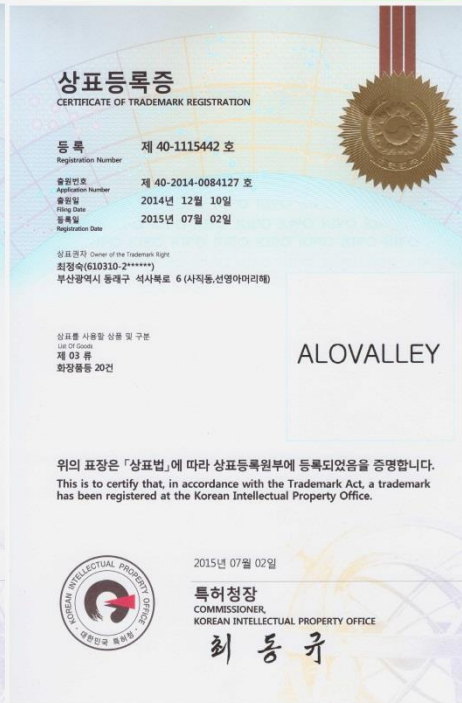 상표등록증
CERTIFICATE OF TRADEMARK REGISTRATION
등 록 제 40-1115442 호
Registration Number
출원번호 제 40-2014-0084127 호
Application Number
출원일 2014년 12월 10일
Filing Date
등록일 2015년 07월 02일
Registration Date
상표권자 Owner of the Trademark Right
최정숙(610310-2******)
부산광역시 동래구 석사북로 6 (사직동,선영아머리해)
상표를 사용할 상품 및 구분
List Of Goods
제 03 류
화장품등 20건
ALOVALLEY
위의 표장은 「상표법」에 따라 상표등록원부에 등록되었음을 증명합니다.
This is to certify that, in accordance with the Trademark Act, a trademark
has been registered at the Korean Intellectual Property Office.
2015년 07월 02일
특허청장
COMMISSIONER,
KOREAN INTELLECTUAL PROPERTY OFFICE
최동규
KOREAN INTELLECTUAL PROPERTY OFFICE
대한민국 특허청